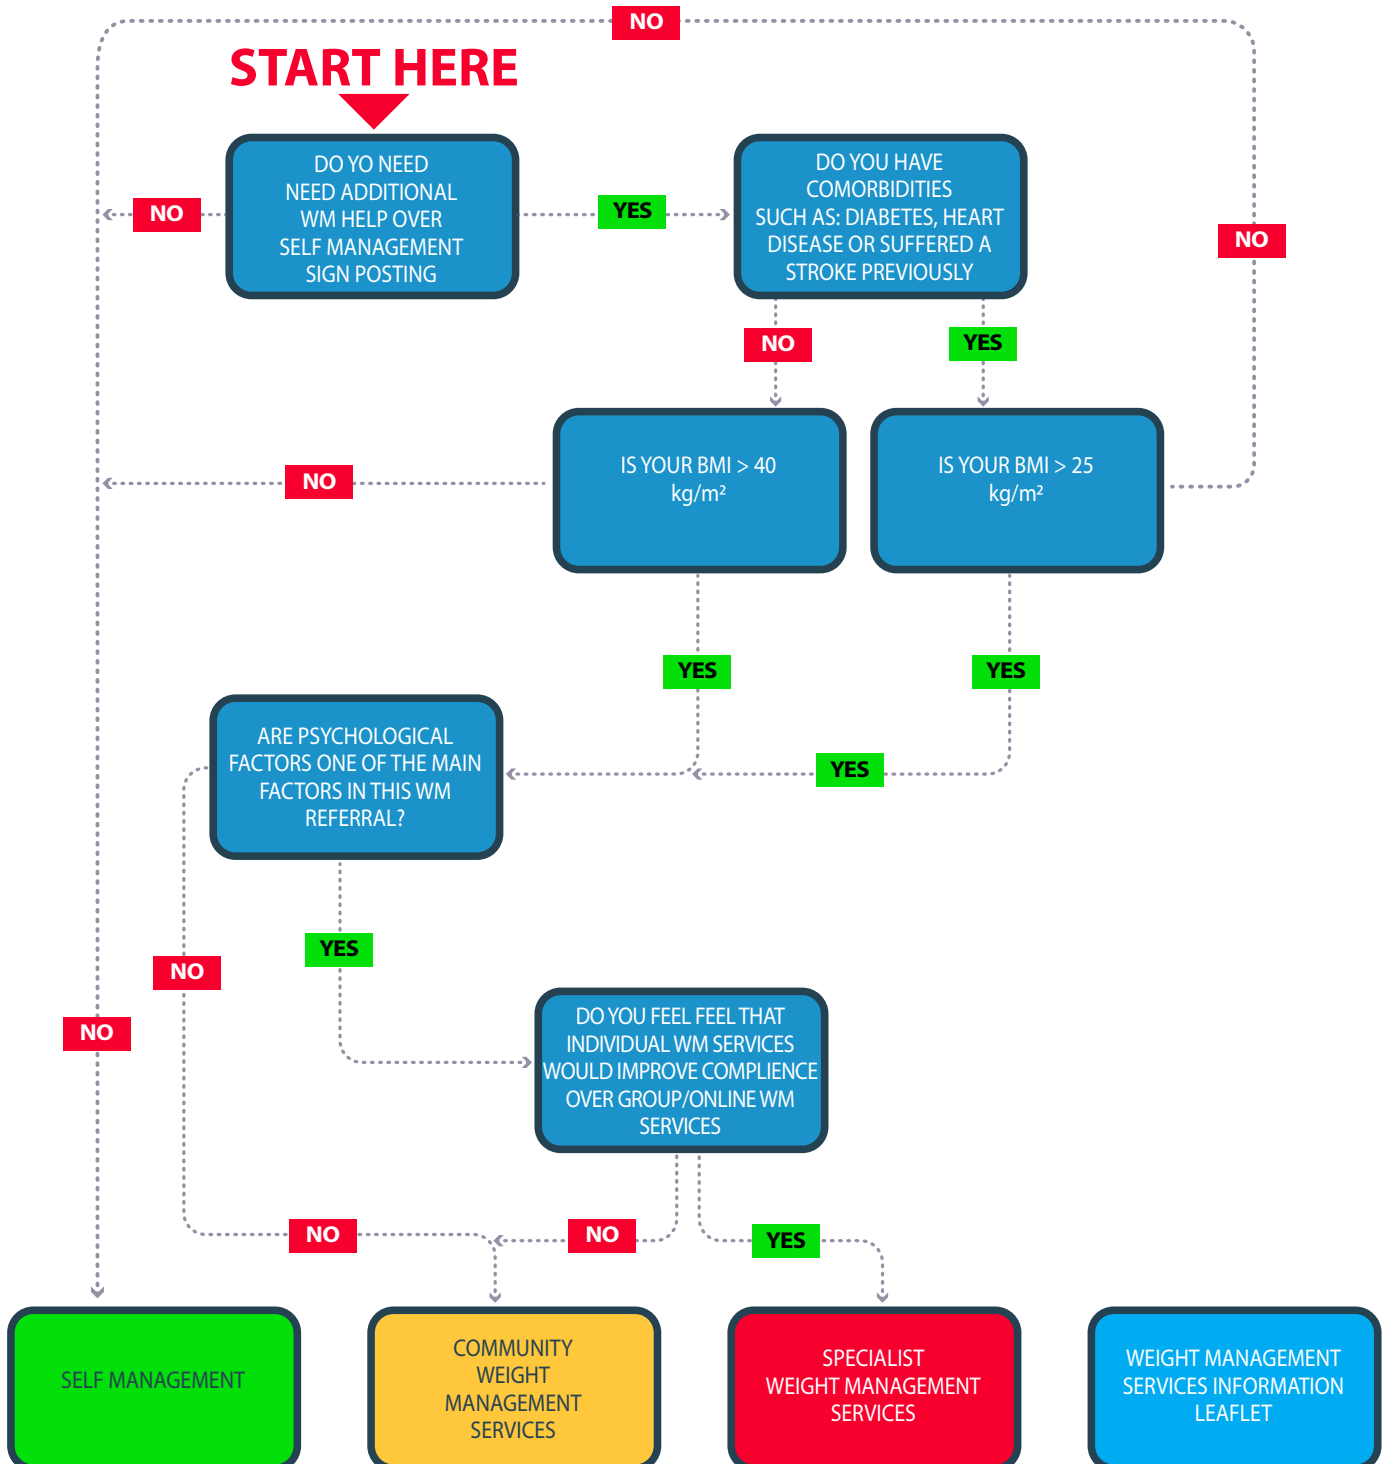 NO
START HERE
DO YO NEED
NEED ADDITIONAL
WM HELP OVER
SELF MANAGEMENT
SIGN POSTING
NO
YES
DO YOU HAVE
COMORBIDITIES
SUCH AS: DIABETES, HEART
DISEASE OR SUFFERED A
STROKE PREVIOUSLY
NO
NO
YES
IS YOUR BMI > 40
kg/m²
IS YOUR BMI > 25
kg/m²
NO
YES
YES
ARE PSYCHOLOGICAL
FACTORS ONE OF THE MAIN
FACTORS IN THIS WM
REFERRAL?
YES
YES
NO
NO
DO YOU FEEL FEEL THAT
INDIVIDUAL WM SERVICES
WOULD IMPROVE COMPLIENCE
OVER GROUP/ONLINE WM
SERVICES
NO
NO
YES
SELF MANAGEMENT
COMMUNITY
WEIGHT
MANAGEMENT
SERVICES
SPECIALIST
WEIGHT MANAGEMENT
SERVICES
WEIGHT MANAGEMENT
SERVICES INFORMATION
LEAFLET